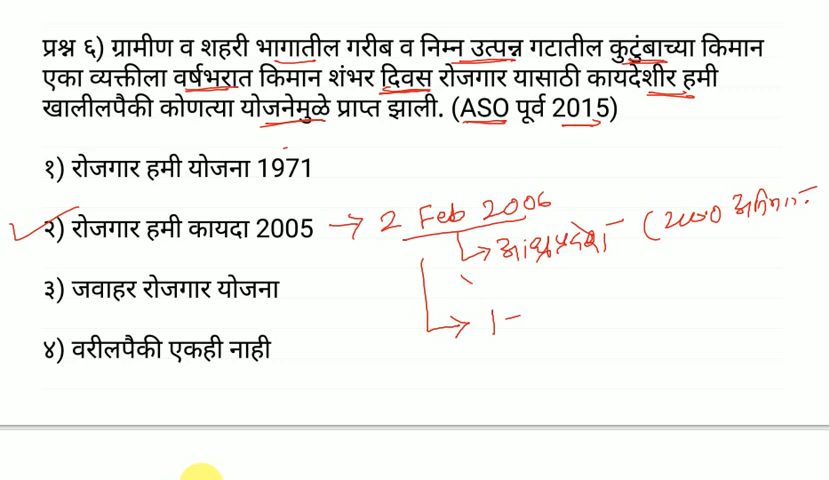 प्रश्न ६) ग्रामीण व शहरी भागातील गरीब व निम्न उत्पन्न गटातील कुटुंबाच्या किमान
एका व्यक्तीला वर्षभरात किमान शंभर दिवस रोजगार यासाठी कायदेशीर हमी
खालीलपैकी कोणत्या योजनेमुळे प्राप्त झाली. (ASO पूर्व 2015)
१) रोजगार हमी योजना 1971
२) रोजगार हमी कायदा 2005 → 2 Feb 2006
३) जवाहर रोजगार योजना
४) वरीलपैकी एकही नाही